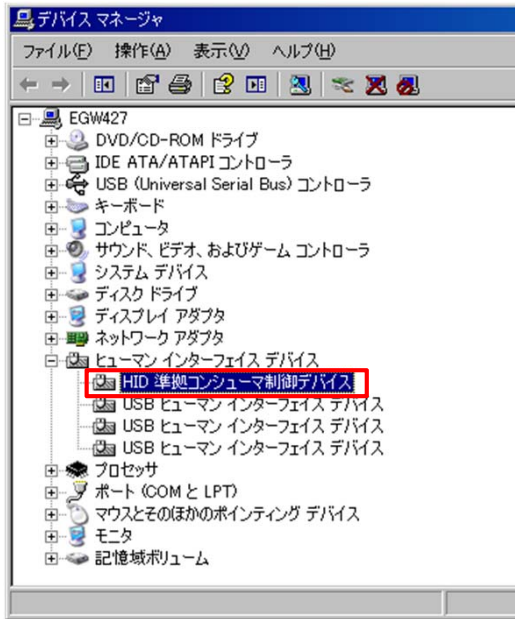 デバイス マネージャ
ファイル(F) 操作(A) 表示(V) ヘルプ(H)
EGW427
DVD/CD-ROM ドライブ
IDE ATA/ATAPI コントローラ
USB (Universal Serial Bus) コントローラ
キーボード
コンピュータ
サウンド、ビデオ、およびゲーム コントローラ
システム デバイス
ディスク ドライブ
ディスプレイ アダプタ
ネットワーク アダプタ
ヒューマン インターフェイス デバイス
HID 準拠コンシューマ制御デバイス
USB ヒューマン インターフェイス デバイス
USB ヒューマン インターフェイス デバイス
USB ヒューマン インターフェイス デバイス
プロセッサ
ポート (COM と LPT)
マウスとそのほかのポインティング デバイス
モニタ
記憶域ボリューム